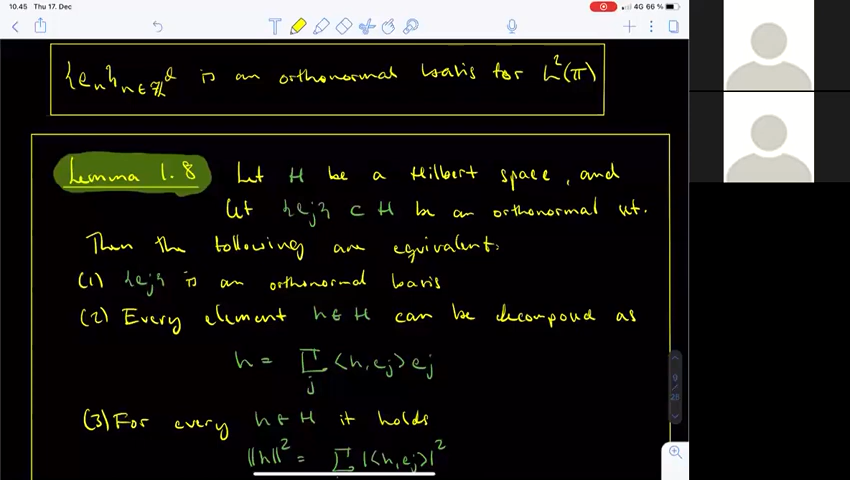 10.45 Thu 17. Dec
4G 66 %
{e_n}_{n∈ℤ^d} is an orthonormal basis for L²(𝕋)
Lemma 1.8 Let H be a Hilbert space, and
let {e_j} ⊂ H be an orthonormal set.
Then the following are equivalent:
(1) {e_j} is an orthonormal basis
(2) Every element h ∈ H can be decomposed as
h = ∑_j <h, e_j> e_j
(3) For every h ∈ H it holds
||h||² = ∑ |<h, e_j>|²
9
/
28